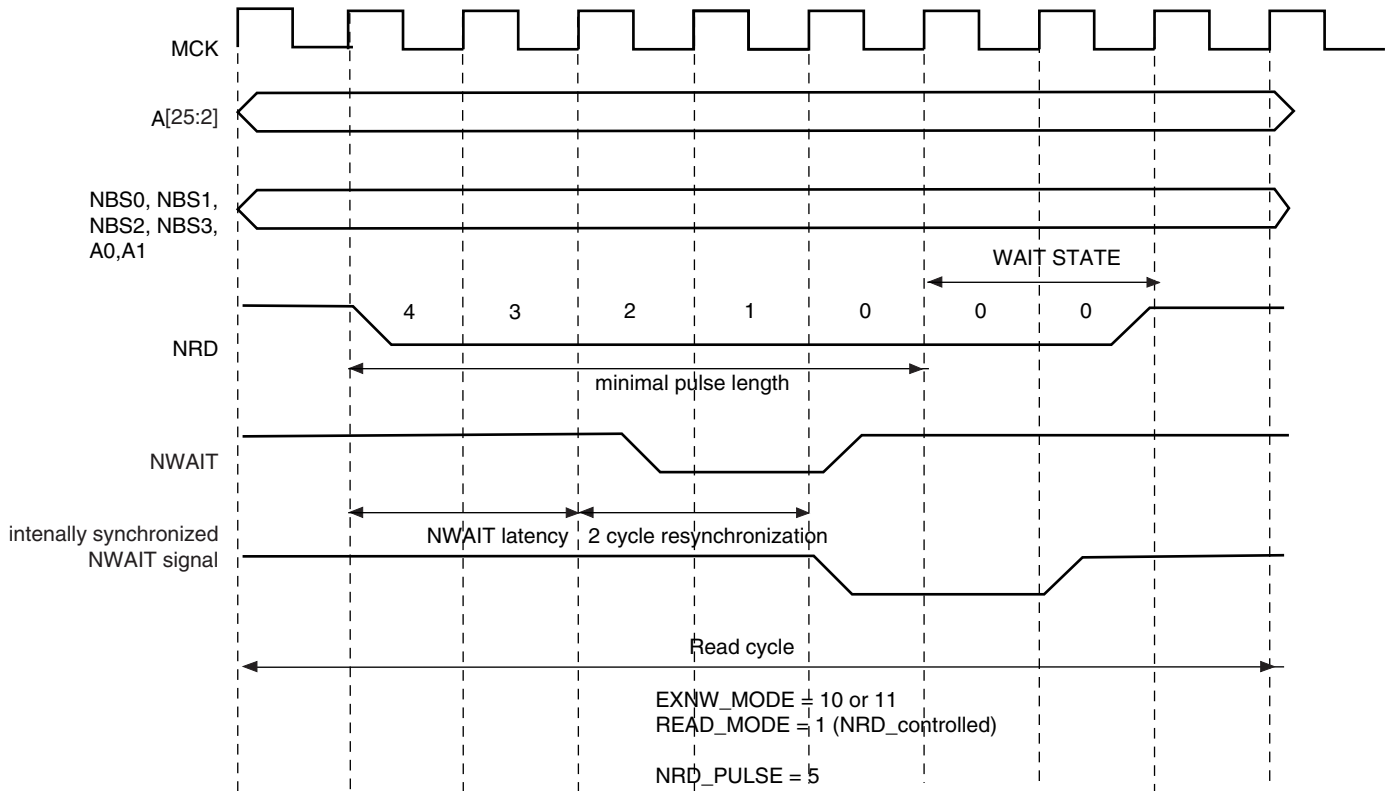 MCK
A[25:2]
NBS0, NBS1,
NBS2, NBS3,
A0,A1
WAIT STATE
4 3 2 1 0 0 0
NRD
minimal pulse length
NWAIT
intenally synchronized
NWAIT signal
NWAIT latency 2 cycle resynchronization
Read cycle
EXNW_MODE = 10 or 11
READ_MODE = 1 (NRD_controlled)
NRD_PULSE = 5